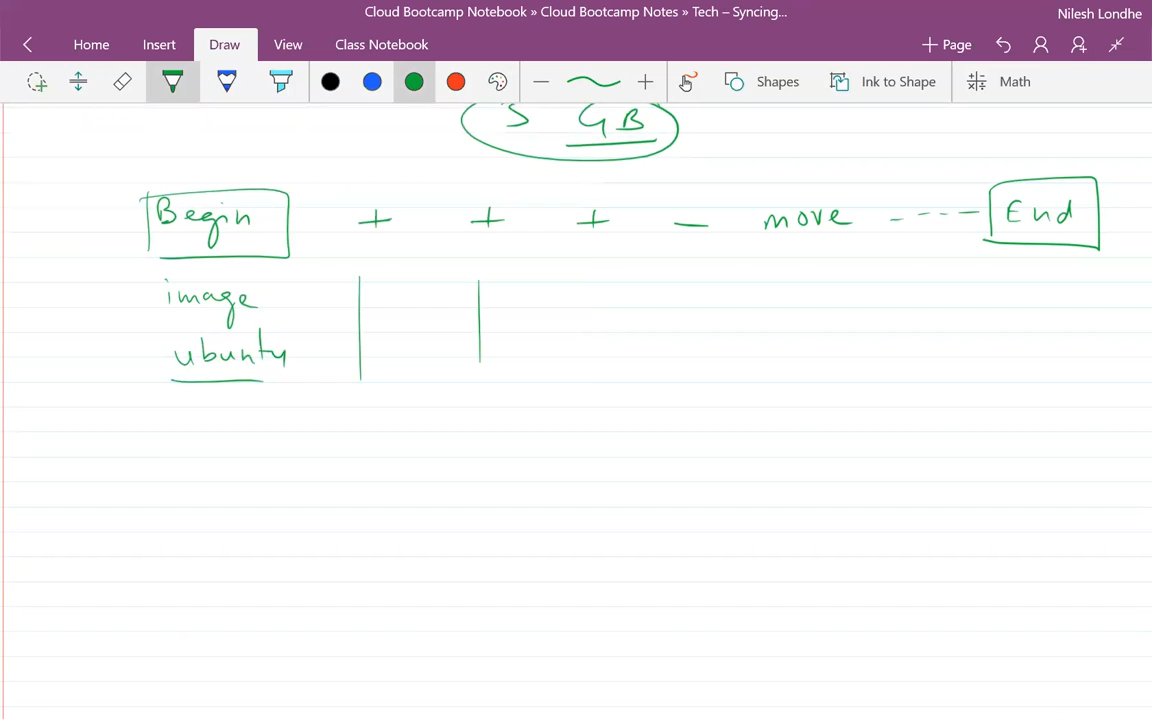 Cloud Bootcamp Notebook » Cloud Bootcamp Notes » Tech – Syncing...
Nilesh Londhe
Home Insert Draw View Class Notebook Page
Shapes Ink to Shape Math
GB
Begin + + + — move ---- End
image
ubuntu